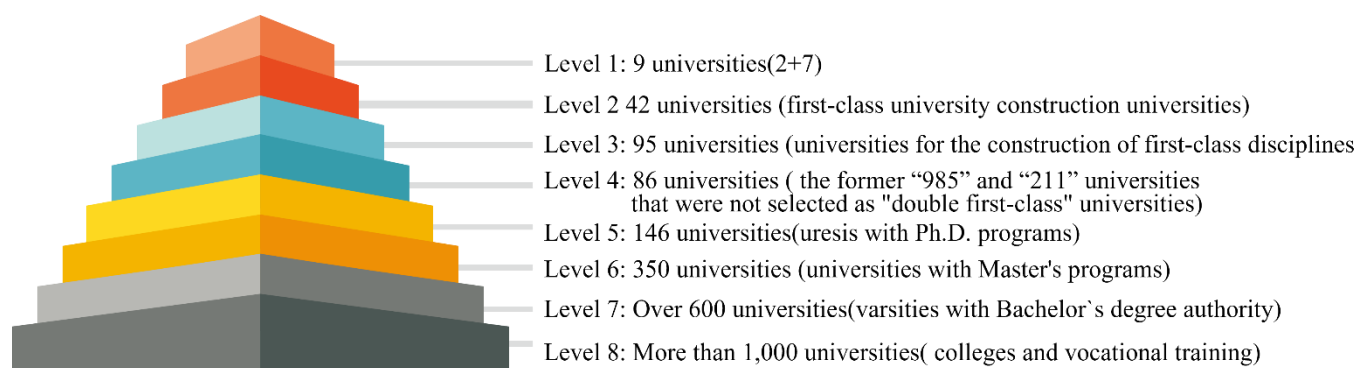 Level 1: 9 universities(2+7)
Level 2 42 universities (first-class university construction universities)
Level 3: 95 universities (universities for the construction of first-class disciplines
Level 4: 86 universities ( the former “985” and “211” universities
that were not selected as "double first-class" universities)
Level 5: 146 universities(uresis with Ph.D. programs)
Level 6: 350 universities (universities with Master's programs)
Level 7: Over 600 universities(varsities with Bachelor`s degree authority)
Level 8: More than 1,000 universities( colleges and vocational training)